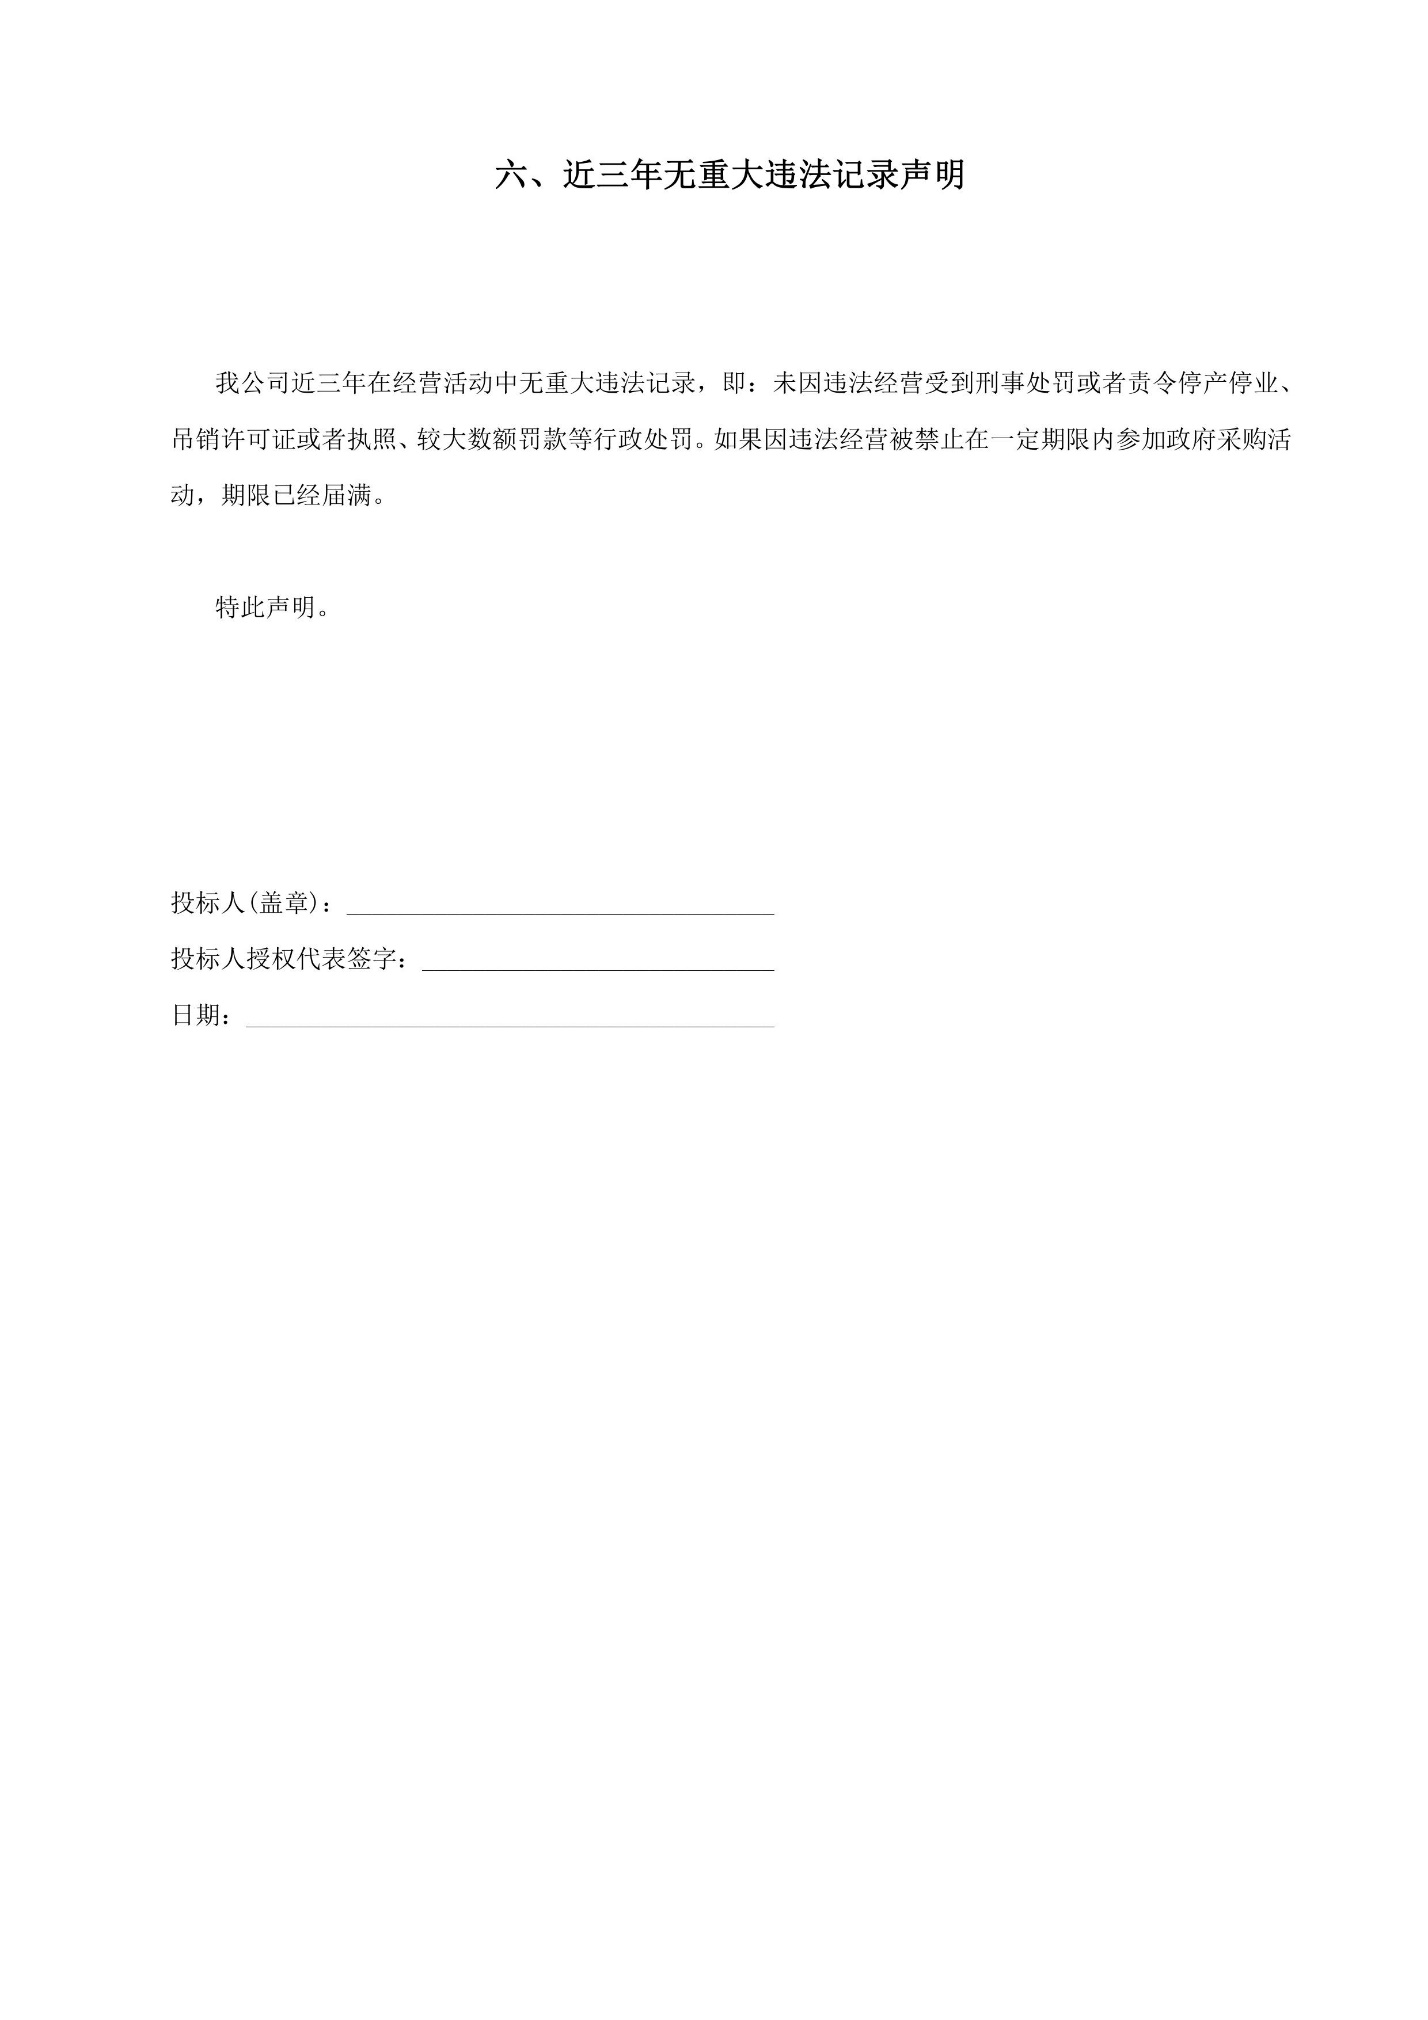 六、近三年无重大违法记录声明
我公司近三年在经营活动中无重大违法记录，即：未因违法经营受到刑事处罚或者责令停产停业、
吊销许可证或者执照、较大数额罚款等行政处罚。如果因违法经营被禁止在一定期限内参加政府采购活
动，期限已经届满。
特此声明。
投标人(盖章)：
投标人授权代表签字：
日期：